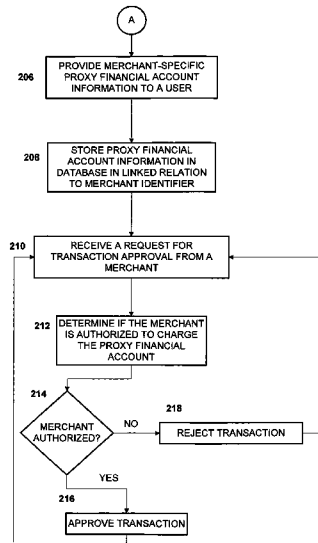 A
206
PROVIDE MERCHANT-SPECIFIC
PROXY FINANCIAL ACCOUNT
INFORMATION TO A USER
208
STORE PROXY FINANCIAL
ACCOUNT INFORMATION IN
DATABASE IN LINKED RELATION
TO MERCHANT IDENTIFIER
210
RECEIVE A REQUEST FOR
TRANSACTION APPROVAL FROM A
MERCHANT
212
DETERMINE IF THE MERCHANT
IS AUTHORIZED TO CHARGE
THE PROXY FINANCIAL
ACCOUNT
214
MERCHANT
AUTHORIZED?
NO
218
REJECT TRANSACTION
YES
216
APPROVE TRANSACTION